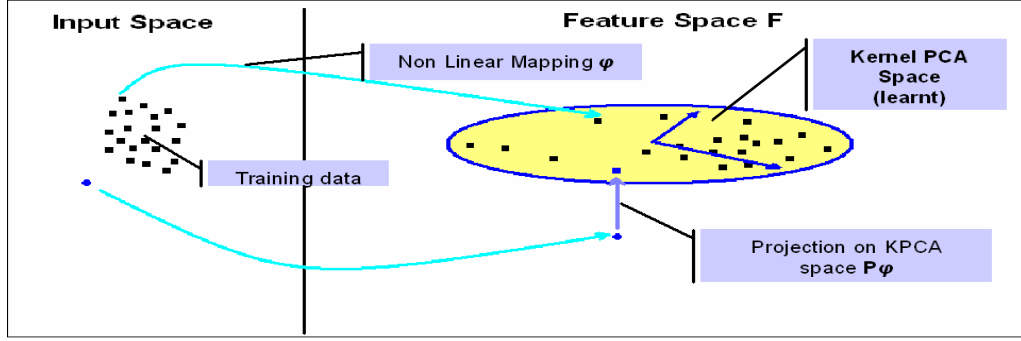 Input Space
Feature Space F
Non Linear Mapping φ
Kernel PCA
Space
(learnt)
Training data
Projection on KPCA
space Pφ